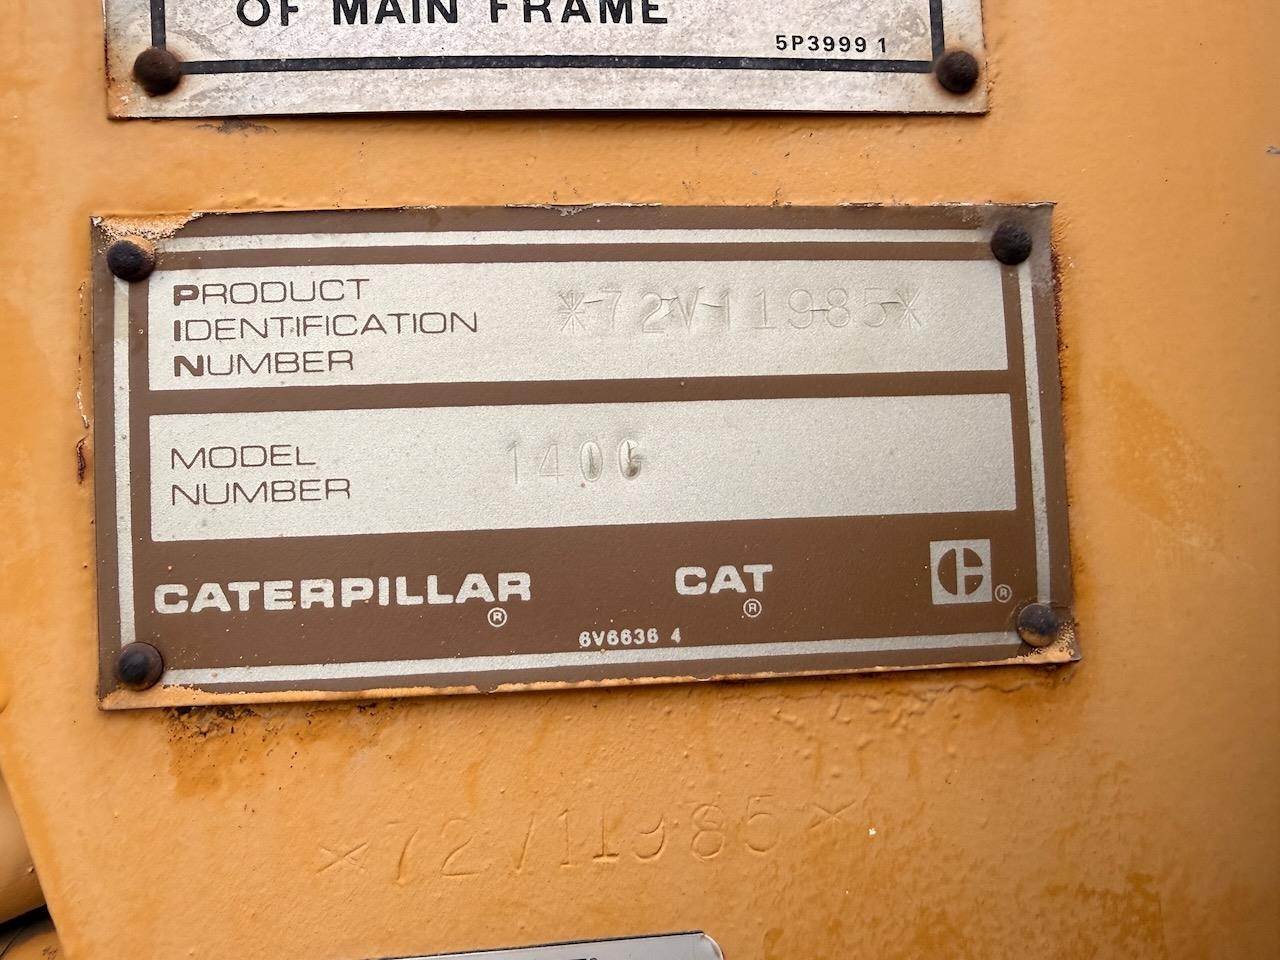 OF MAIN FRAME
5P3999 1
PRODUCT
IDENTIFICATION
NUMBER
*72V11985*
MODEL
NUMBER
140G
CATERPILLAR ®
CAT ®
C ®
6V6636 4
*72V11985*